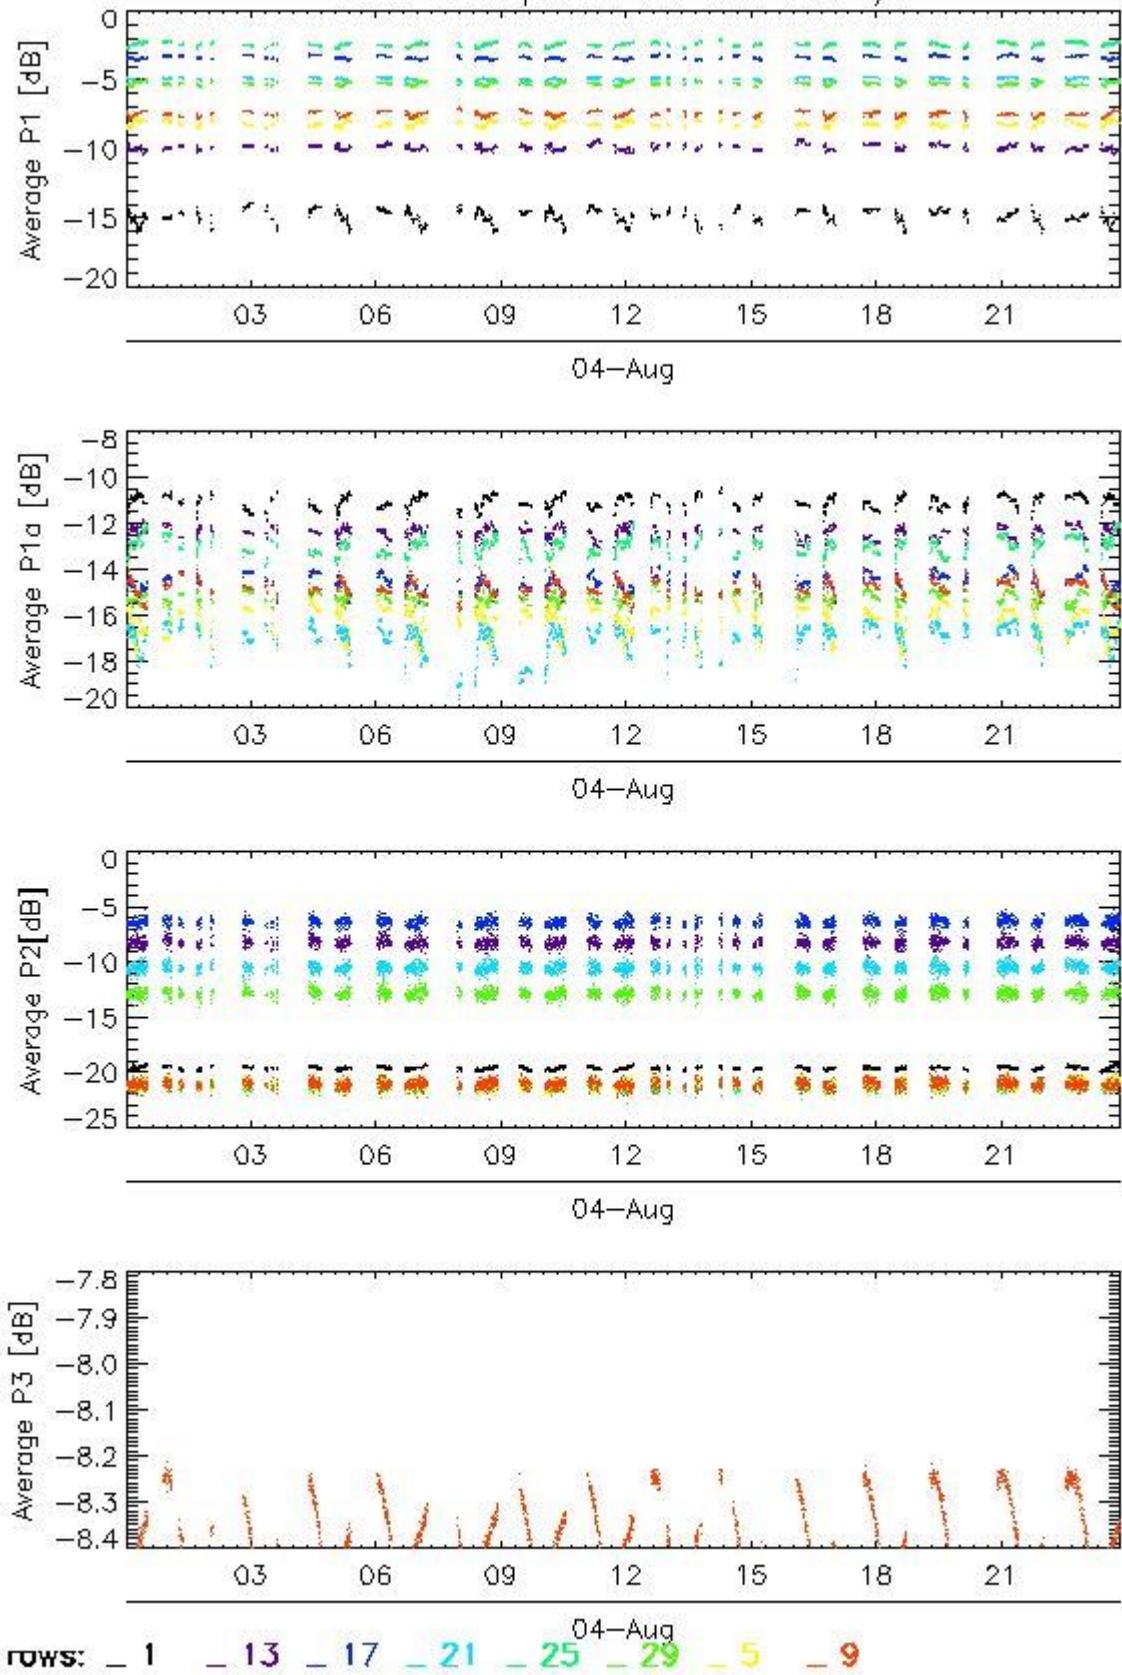 0
−5
−10
−15
−20
Average P1 [dB]
03 06 09 12 15 18 21
04−Aug
−8
−10
−12
−14
−16
−18
−20
Average P1a [dB]
03 06 09 12 15 18 21
04−Aug
0
−5
−10
−15
−20
−25
Average P2[dB]
03 06 09 12 15 18 21
04−Aug
−7.8
−7.9
−8.0
−8.1
−8.2
−8.3
−8.4
Average P3 [dB]
03 06 09 12 15 18 21
04−Aug
rows: _ 1 _ 13 _ 17 _ 21 _ 25 _ 29 _ 5 _ 9